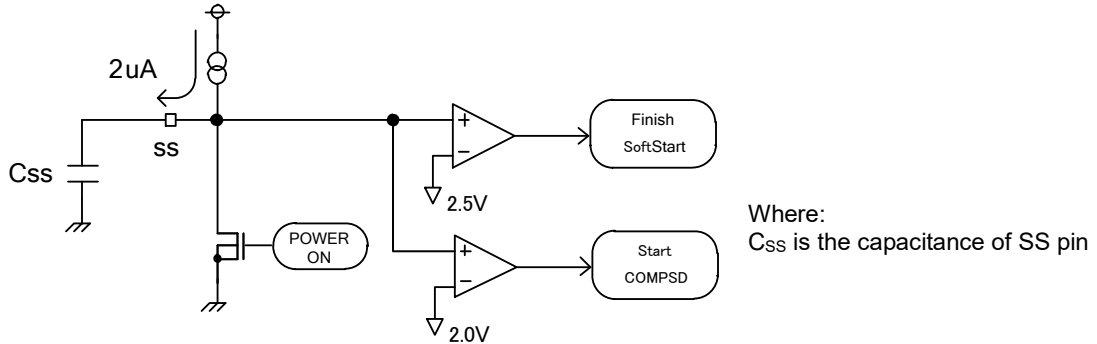 2uA
ss
Css
POWER
ON
+
−
2.5V
Finish
SoftStart
+
−
2.0V
Start
COMPSD
Where:
CSS is the capacitance of SS pin